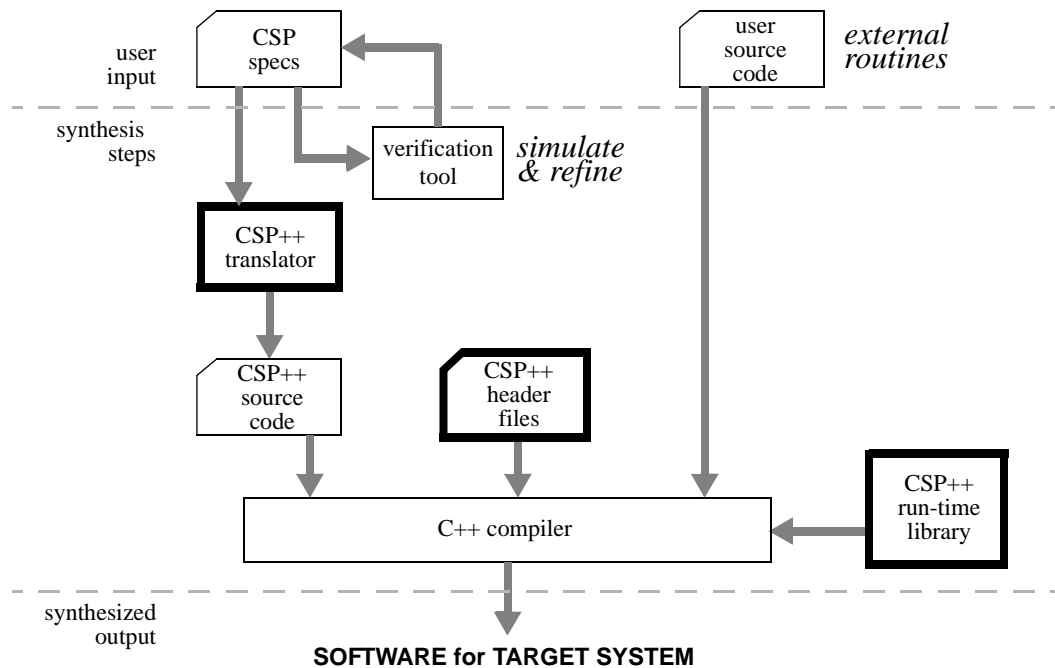 user
input
CSP
specs
user
source
code
external
routines
synthesis
steps
verification
tool
simulate
& refine
CSP++
translator
CSP++
source
code
CSP++
header
files
CSP++
run-time
library
C++ compiler
synthesized
output
SOFTWARE for TARGET SYSTEM